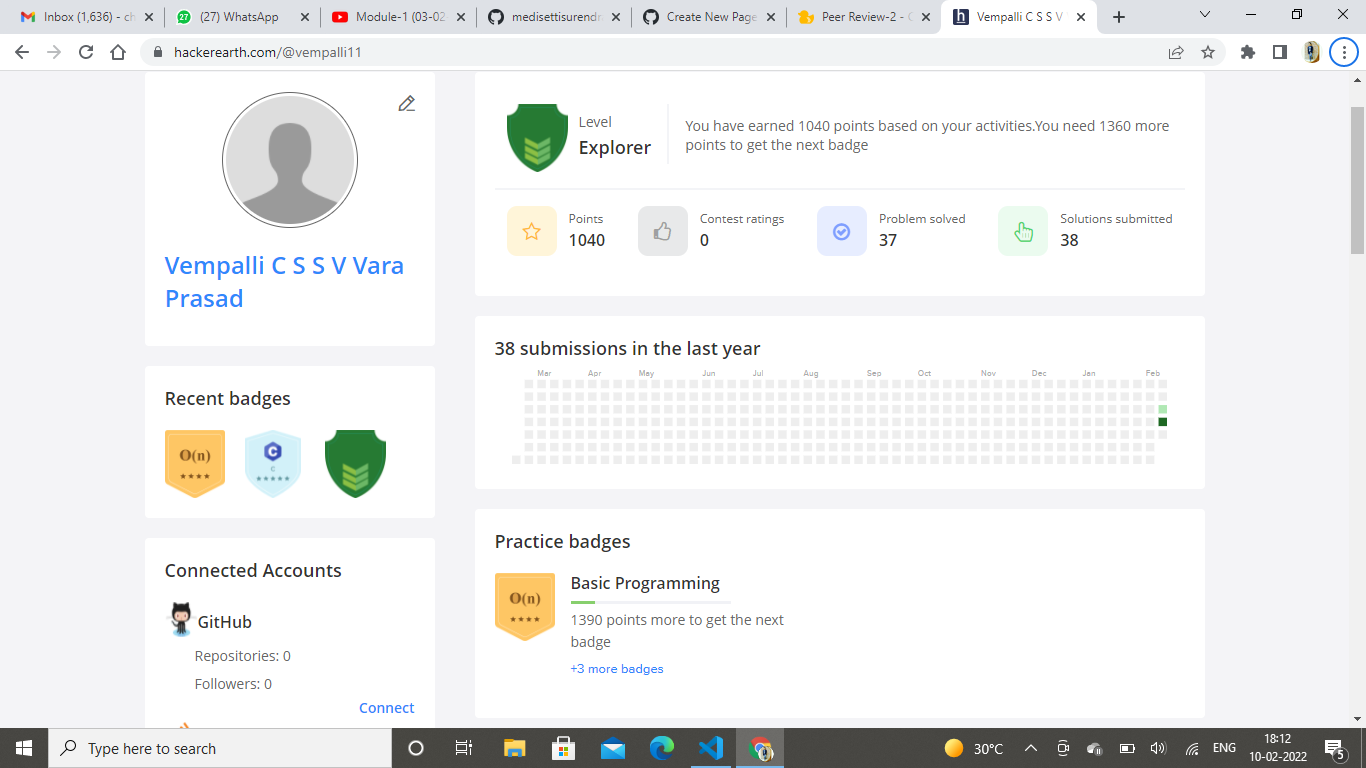 Inbox (1,636) - ch
(27) WhatsApp
Module-1 (03-02
medisettisurendr
Create New Page
Peer Review-2 - 
Vempalli C S S V
hackerearth.com/@vempalli11
Vempalli C S S V Vara
Prasad
Recent badges
O(n)
C
C
Connected Accounts
GitHub
Repositories: 0
Followers: 0
Connect
Level
Explorer
You have earned 1040 points based on your activities.You need 1360 more
points to get the next badge
Points
1040
Contest ratings
0
Problem solved
37
Solutions submitted
38
38 submissions in the last year
Mar Apr May Jun Jul Aug Sep Oct Nov Dec Jan Feb
Practice badges
O(n)
Basic Programming
1390 points more to get the next
badge
+3 more badges
Type here to search
30°C
ENG
18:12
10-02-2022
5